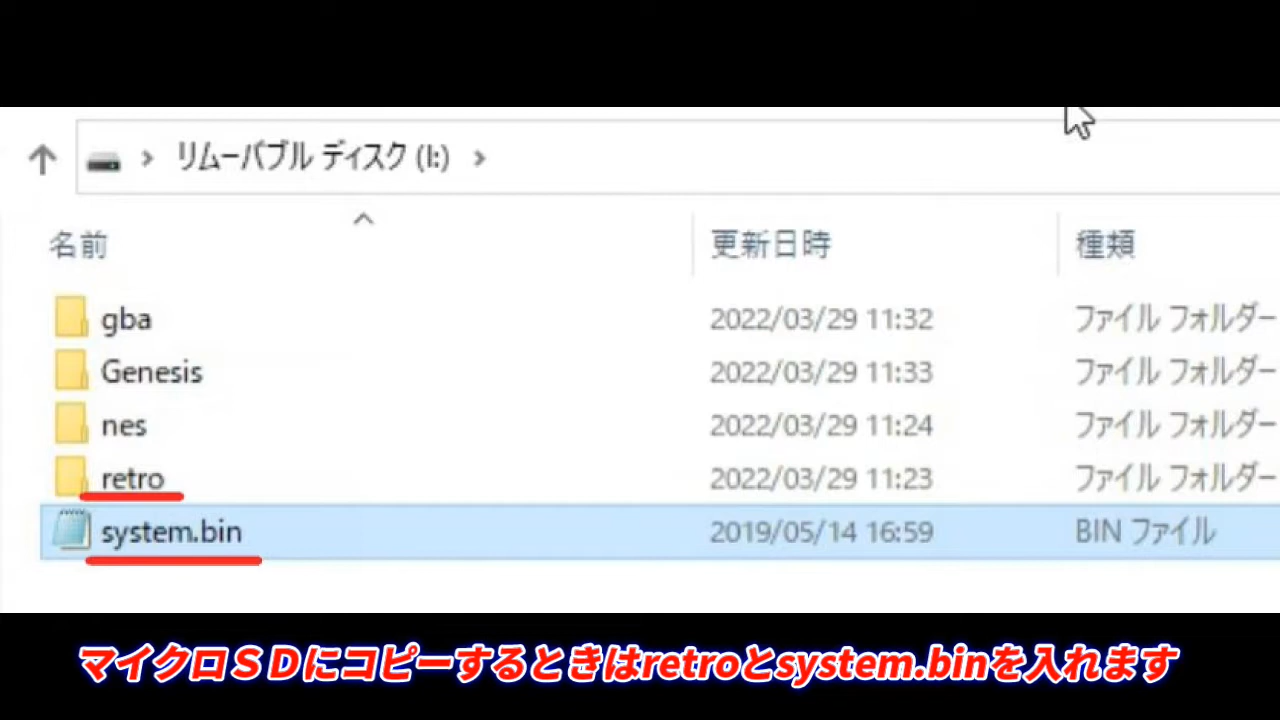 リムーバブル ディスク (I:)
名前 更新日時 種類
gba 2022/03/29 11:32 ファイル フォルダー
Genesis 2022/03/29 11:33 ファイル フォルダー
nes 2022/03/29 11:24 ファイル フォルダー
retro 2022/03/29 11:23 ファイル フォルダー
system.bin 2019/05/14 16:59 BIN ファイル
マイクロＳＤにコピーするときはretroとsystem.binを入れます